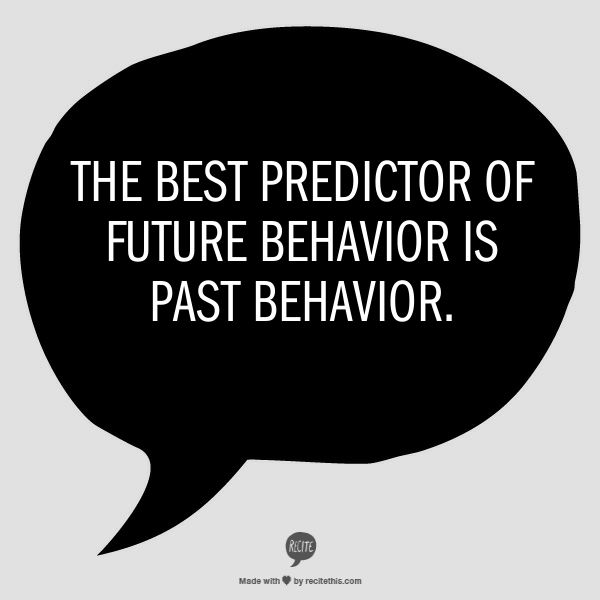 THE BEST PREDICTOR OF
FUTURE BEHAVIOR IS
PAST BEHAVIOR.
RECITE
Made with ♥ by recitethis.com